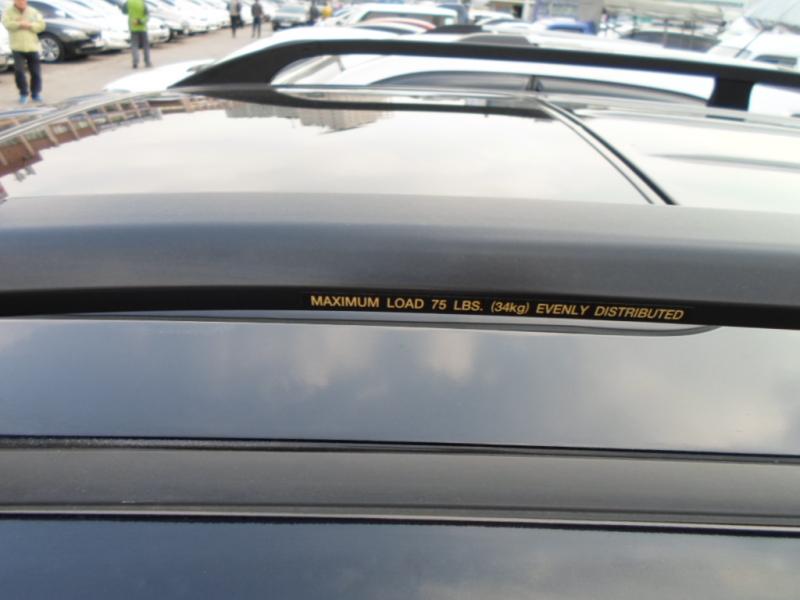 MAXIMUM LOAD 75 LBS. (34kg) EVENLY DISTRIBUTED